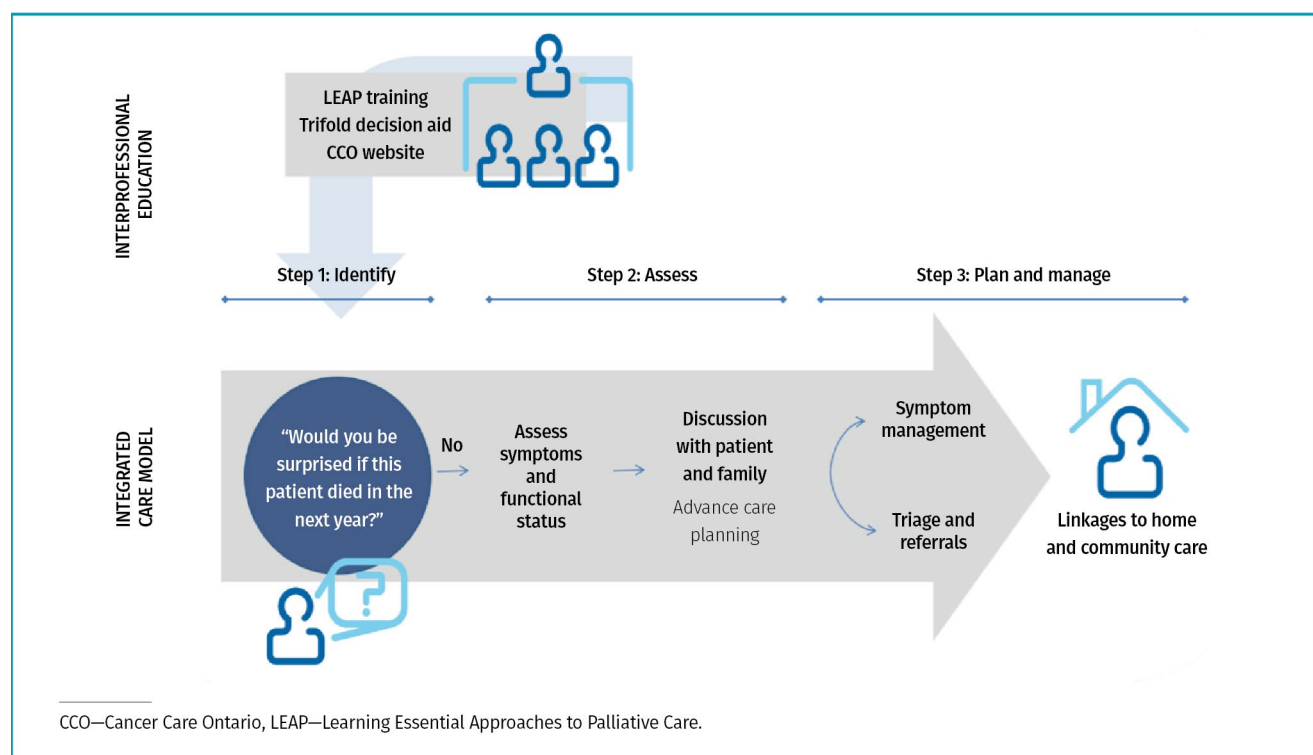 INTERPROFESSIONAL
EDUCATION
LEAP training
Trifold decision aid
CCO website
Step 1: Identify
Step 2: Assess
Step 3: Plan and manage
INTEGRATED
CARE MODEL
“Would you be
surprised if this
patient died in the
next year?”
?
No
Assess
symptoms
and
functional
status
Discussion
with patient
and family
Advance care
planning
Symptom
management
Triage and
referrals
Linkages to home
and community care
CCO—Cancer Care Ontario, LEAP—Learning Essential Approaches to Palliative Care.